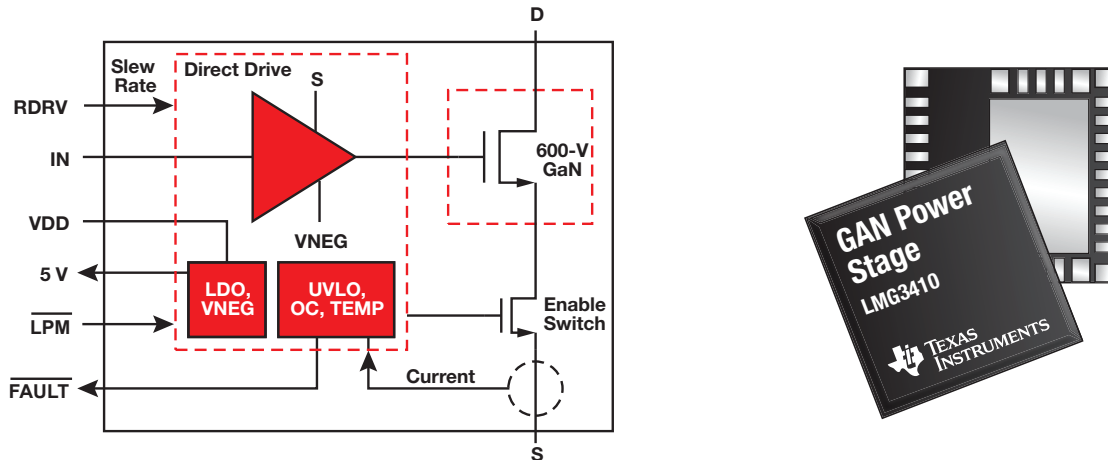 D
Slew
Rate
Direct Drive
S
RDRV
IN
600-V
GaN
VDD
VNEG
5 V
LDO,
VNEG
UVLO,
OC, TEMP
Enable
Switch
LPM
Current
FAULT
S
GAN Power
Stage
LMG3410
TEXAS
INSTRUMENTS